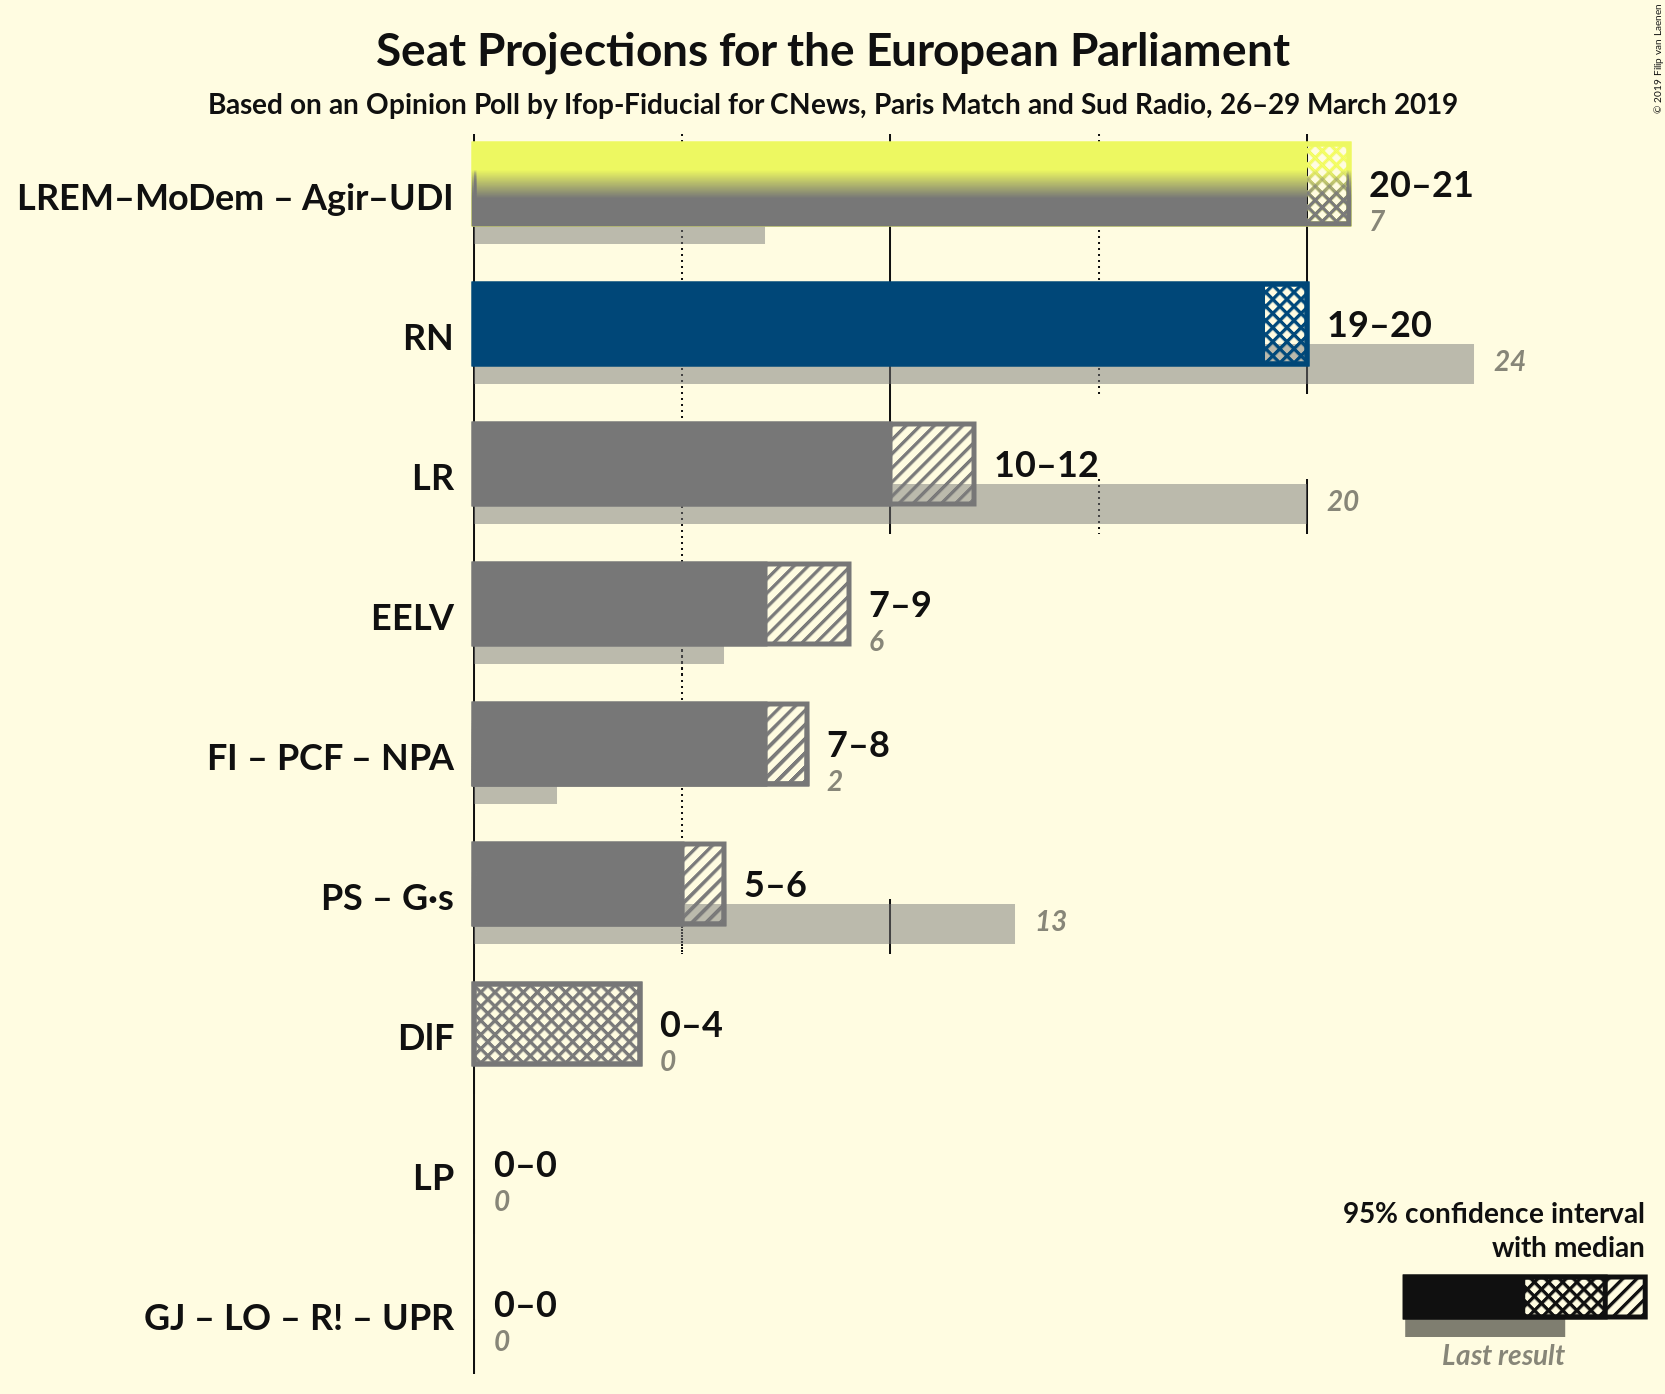 Seat Projections for the European Parliament
Based on an Opinion Poll by Ifop-Fiducial for CNews, Paris Match and Sud Radio, 26–29 March 2019
© 2019 Filip van Laenen
LREM–MoDem – Agir–UDI
20–21
7
RN
19–20
24
LR
10–12
20
EELV
7–9
6
FI – PCF – NPA
7–8
2
PS – G·s
5–6
13
DlF
0–4
0
LP
0–0
0
GJ – LO – R! – UPR
0–0
0
95% confidence interval
with median
Last result